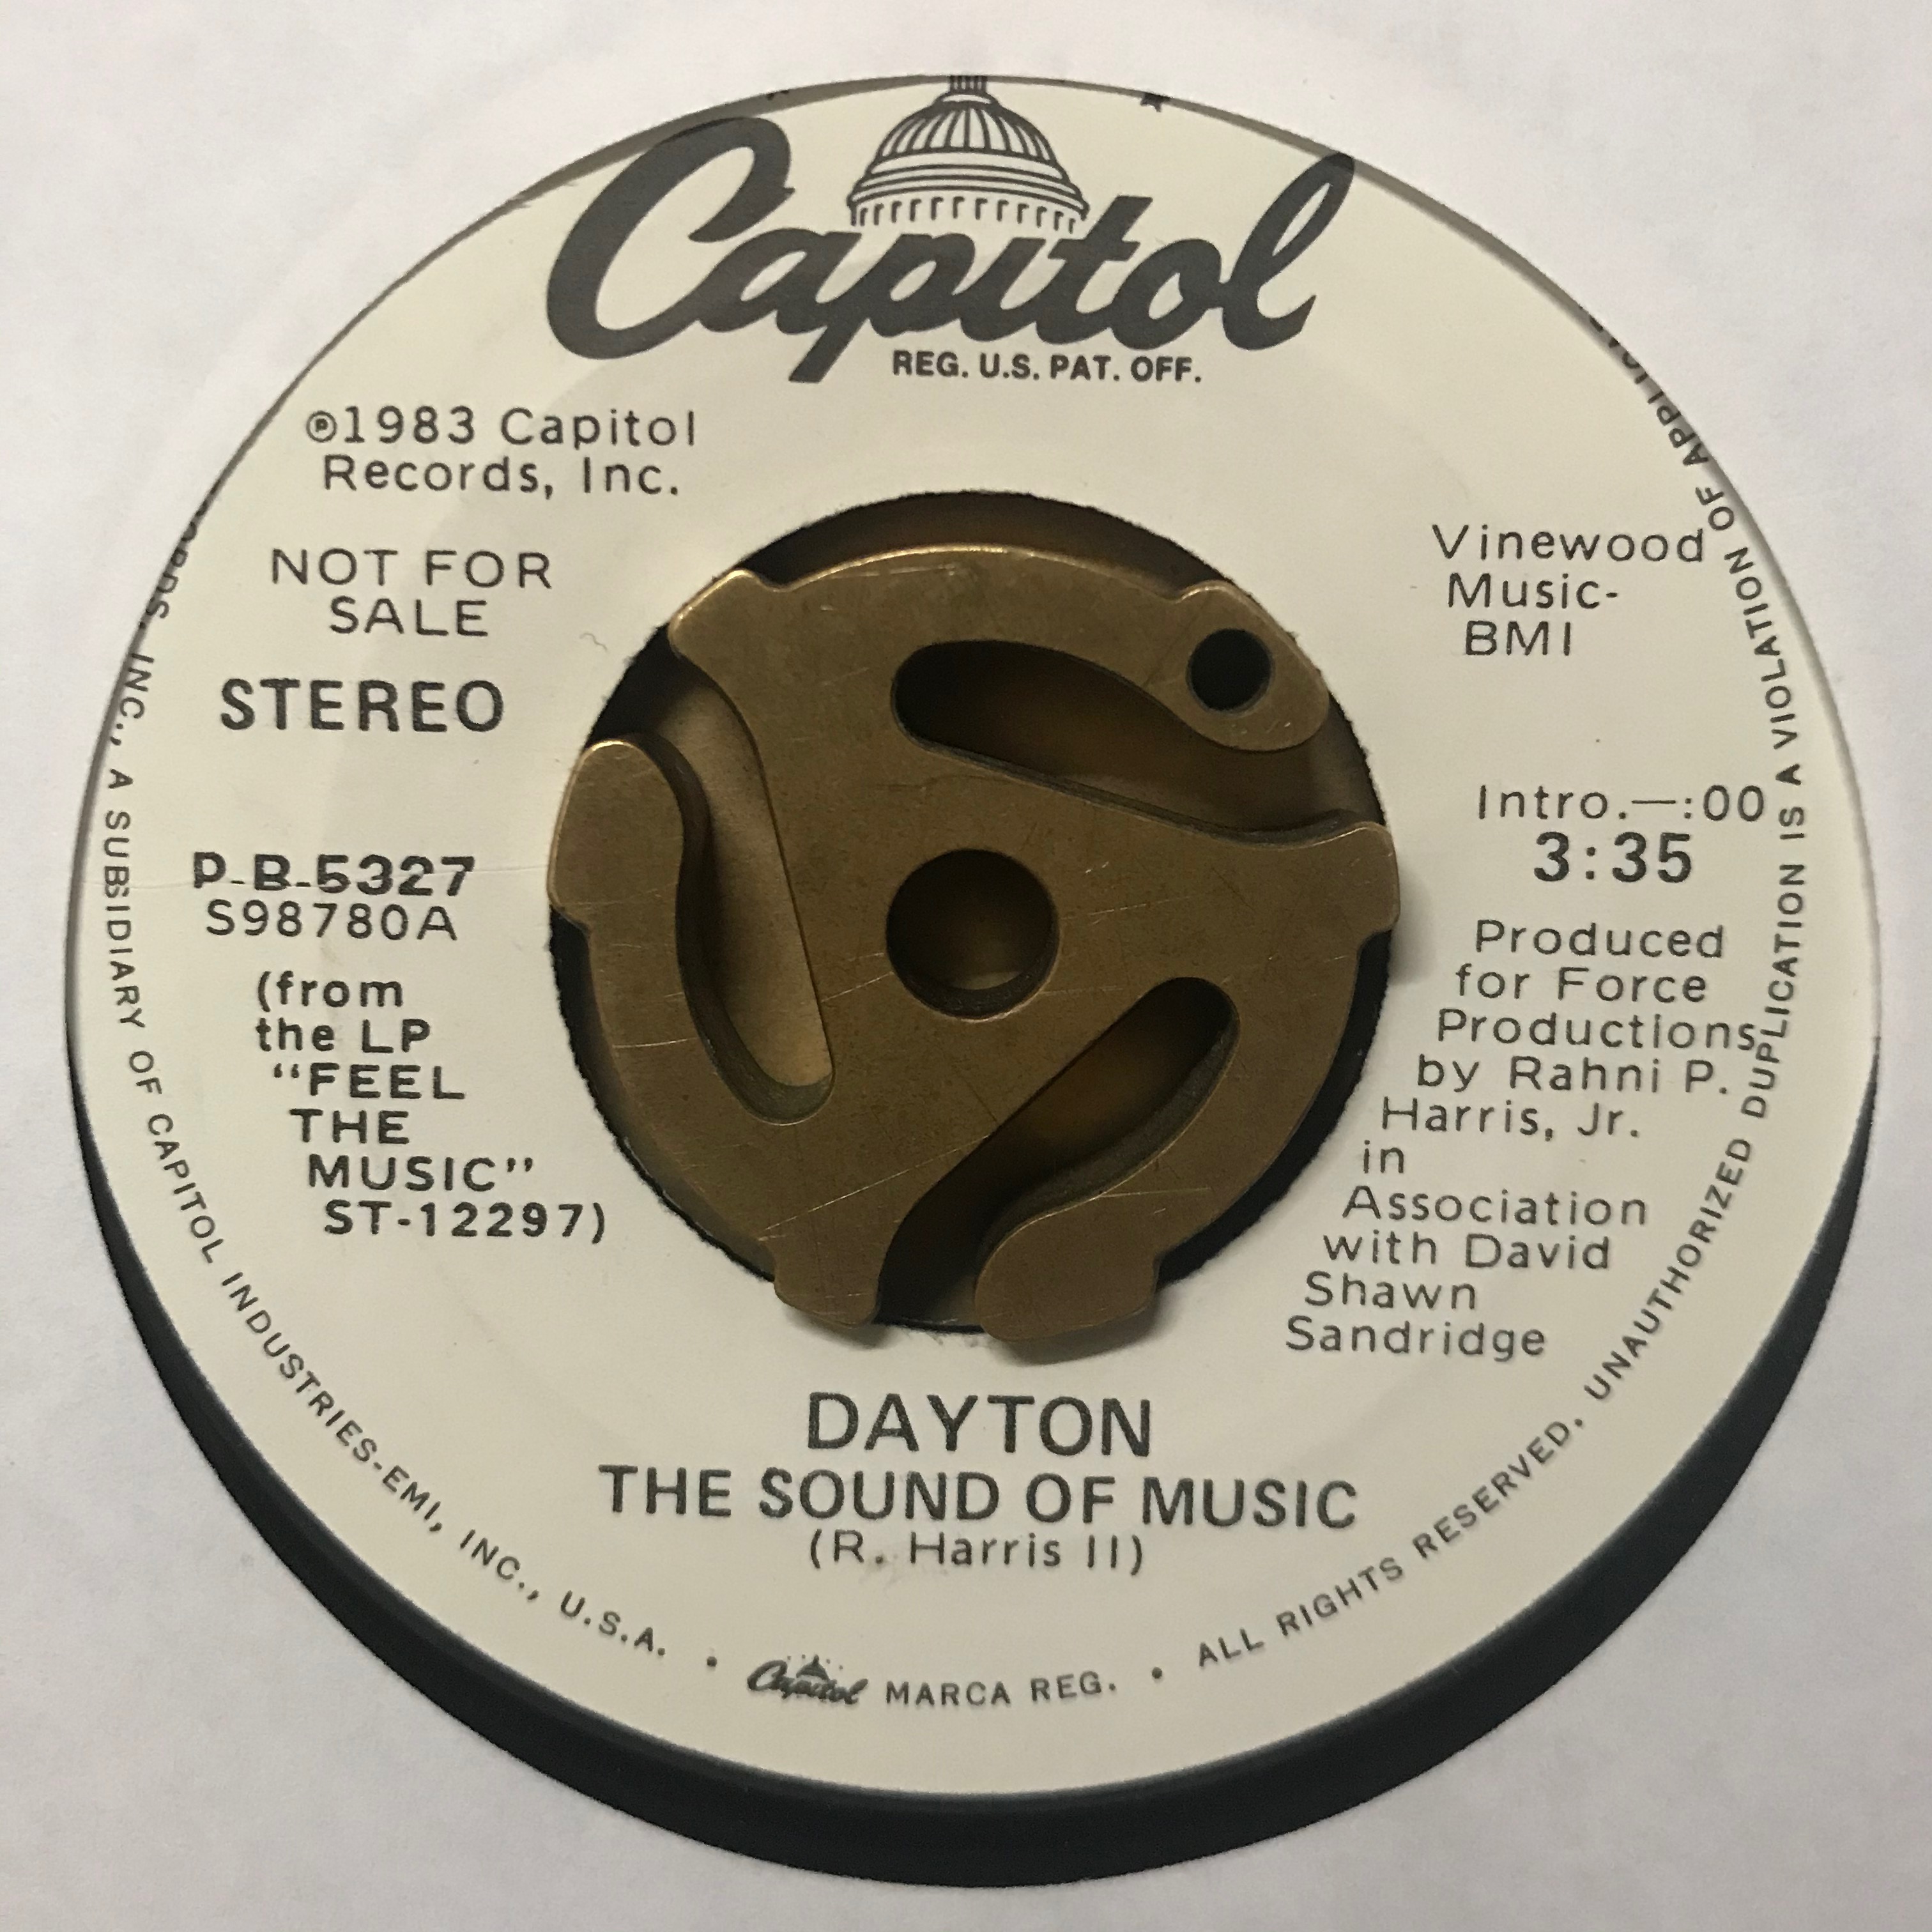 Capitol
REG. U.S. PAT. OFF.
℗1983 Capitol
Records, Inc.
NOT FOR
SALE
STEREO
P-B-5327
S98780A
(from
the LP
“FEEL
THE
MUSIC”
ST-12297)
Vinewood
Music-
BMI
Intro.—:00
3:35
Produced
for Force
Productions
by Rahni P.
Harris, Jr.
in
Association
with David
Shawn
Sandridge
DAYTON
THE SOUND OF MUSIC
(R. Harris II)
INC., A SUBSIDIARY OF CAPITOL INDUSTRIES-EMI, INC., U.S.A. • Capitol MARCA REG. • ALL RIGHTS RESERVED. UNAUTHORIZED DUPLICATION IS A VIOLATION OF